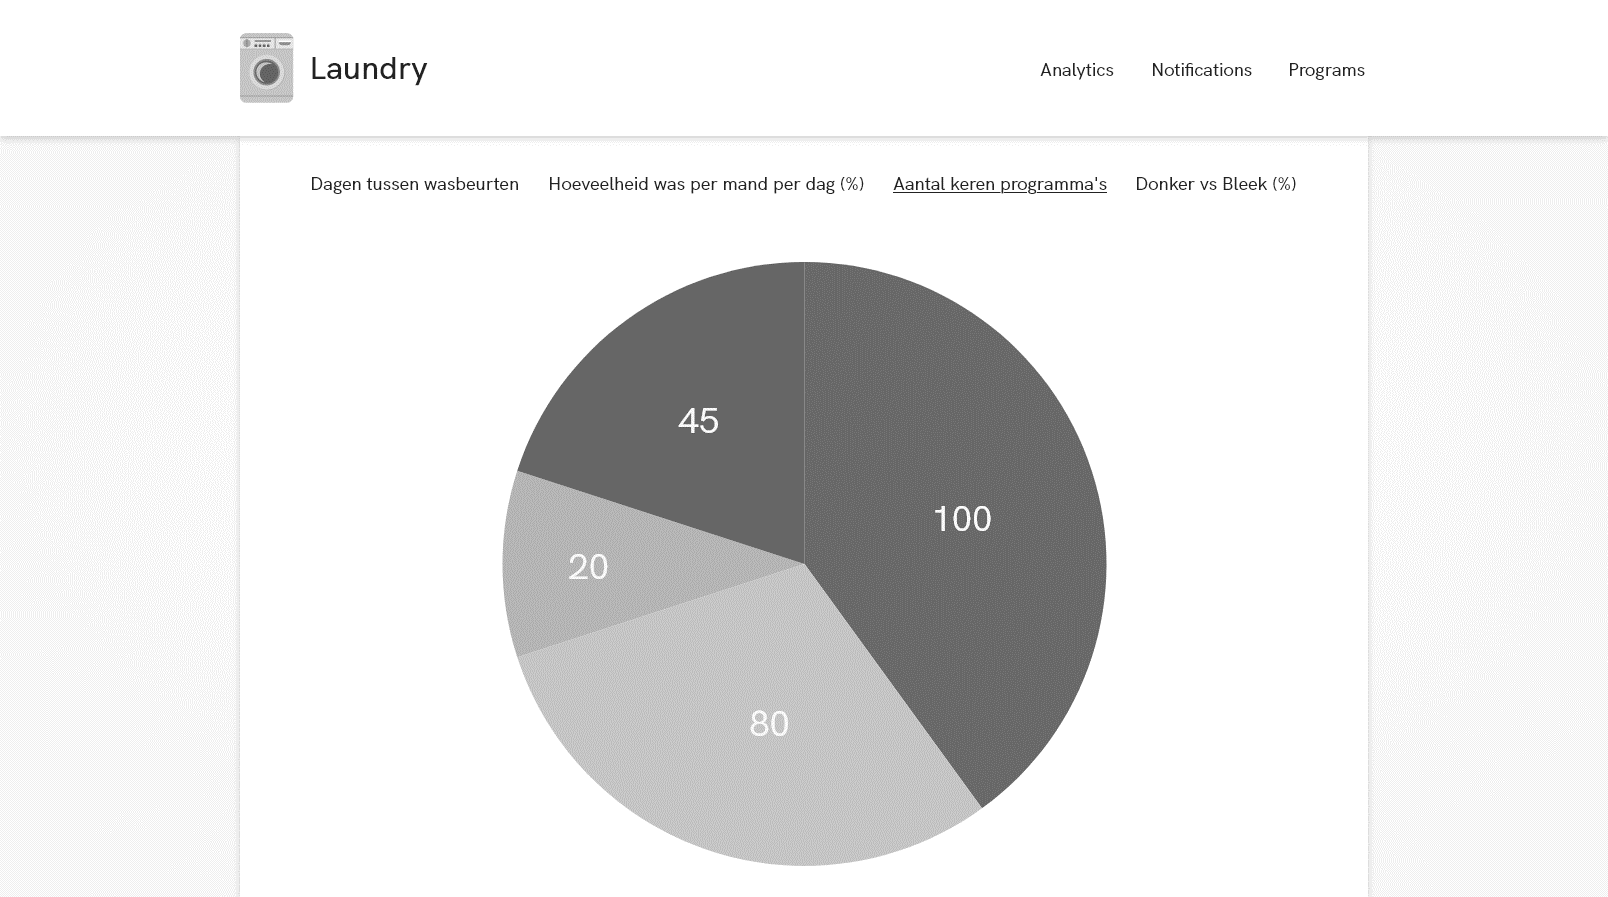 Laundry
Analytics Notifications Programs
Dagen tussen wasbeurten Hoeveelheid was per mand per dag (%) Aantal keren programma's Donker vs Bleek (%)
45
100
20
80